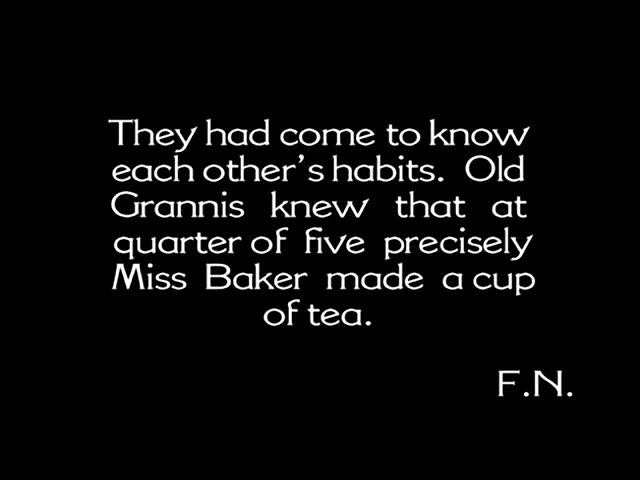 They had come to know
each other's habits. Old
Grannis knew that at
quarter of five precisely
Miss Baker made a cup
of tea.
F.N.